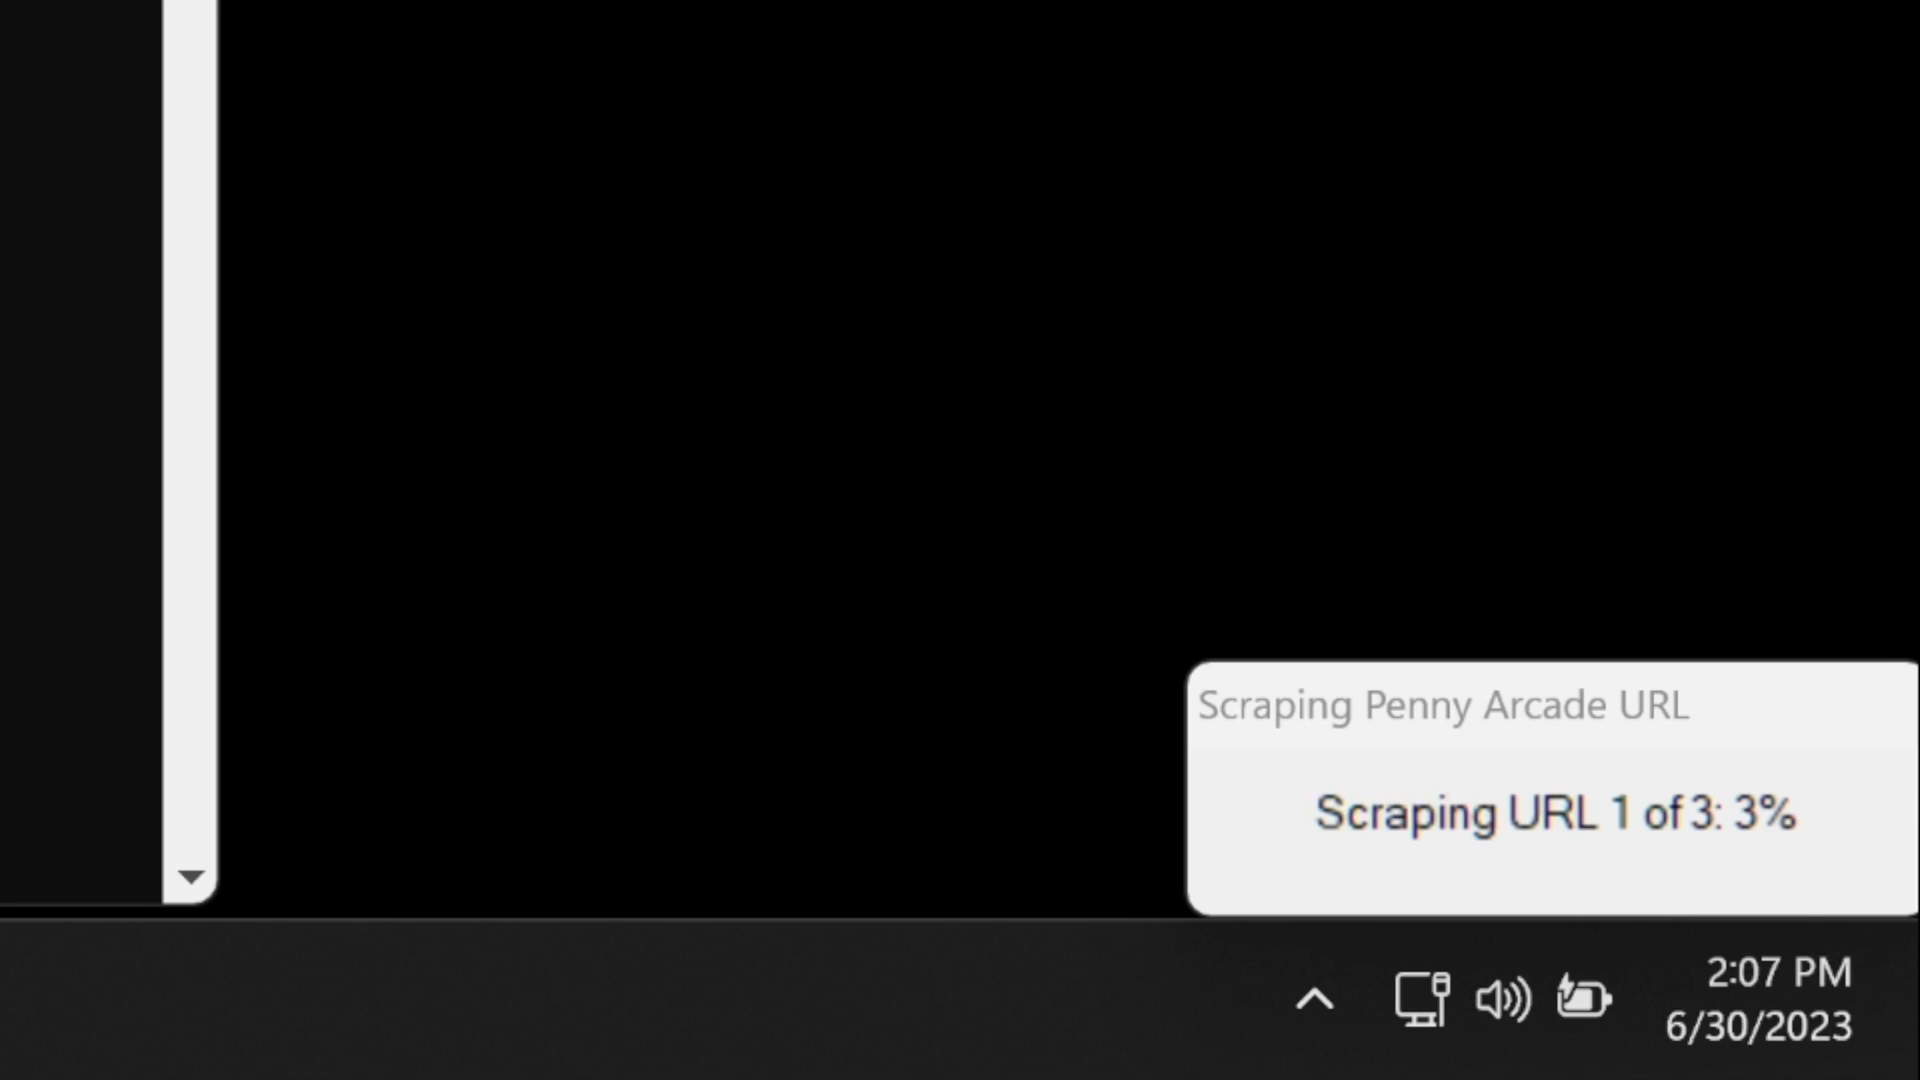 Scraping Penny Arcade URL
Scraping URL 1 of 3: 3%
2:07 PM
6/30/2023